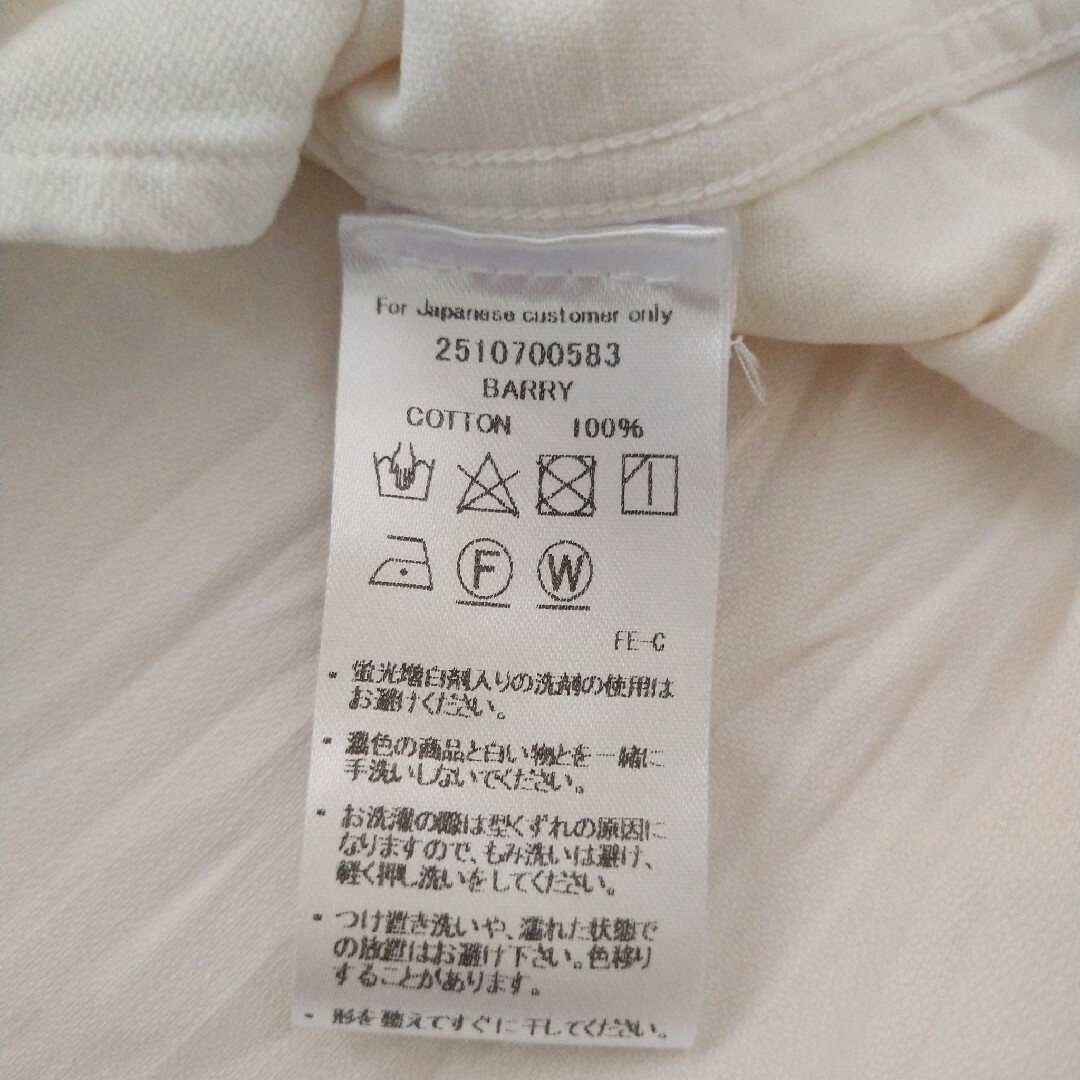 For Japanese customer only
2510700583
BARRY
COTTON 100%
F W
FE-C
・蛍光増白剤入りの洗剤の使用は
お避けください。
・濃色の商品と白い物とを一緒に
手洗いしないでください。
・お洗濯の際は型くずれの原因に
なりますので、もみ洗いは避け、
軽く押し洗いをしてください。
・つけ置き洗いや、濡れた状態で
の放置はお避け下さい。色移り
することがあります。
・形を整えてすぐに干してください。